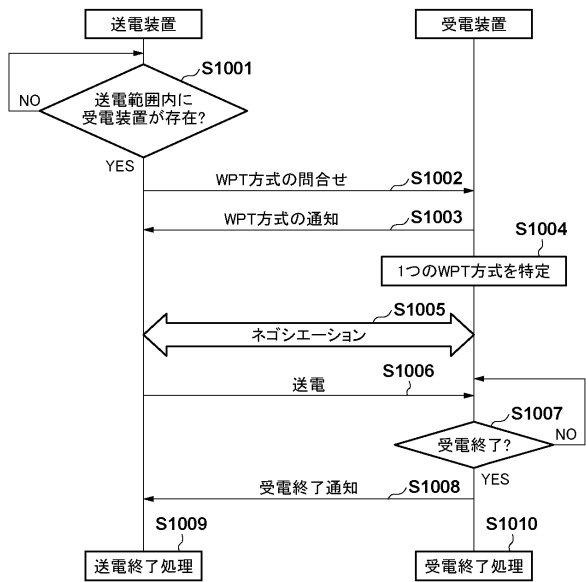 送電装置
受電装置
S1001
送電範囲内に
受電装置が存在?
NO
YES
WPT方式の問合せ
S1002
WPT方式の通知
S1003
S1004
1つのWPT方式を特定
S1005
ネゴシエーション
送電
S1006
S1007
受電終了?
NO
YES
受電終了通知
S1008
S1009
送電終了処理
S1010
受電終了処理